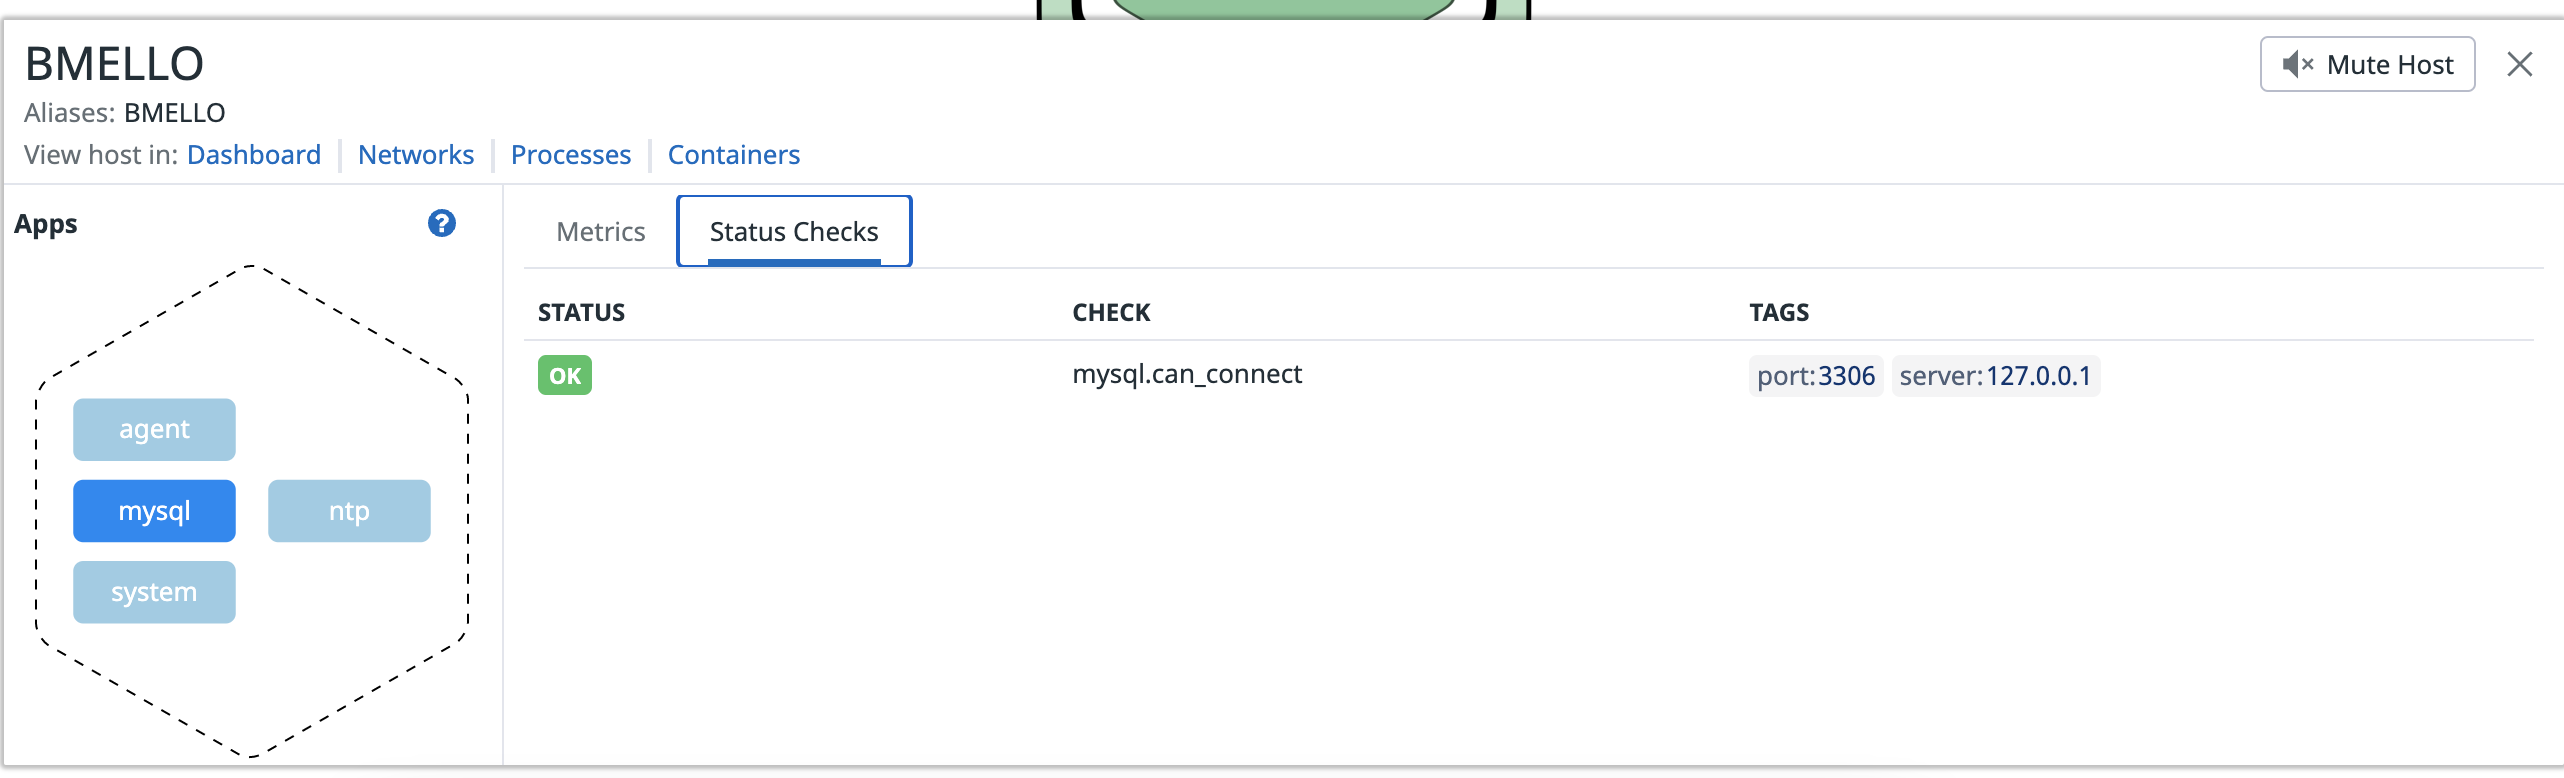 BMELLO
Mute Host
Aliases: BMELLO
View host in: Dashboard Networks Processes Containers
Apps
?
agent
mysql
ntp
system
Metrics
Status Checks
STATUS CHECK TAGS
OK mysql.can_connect port:3306 server:127.0.0.1